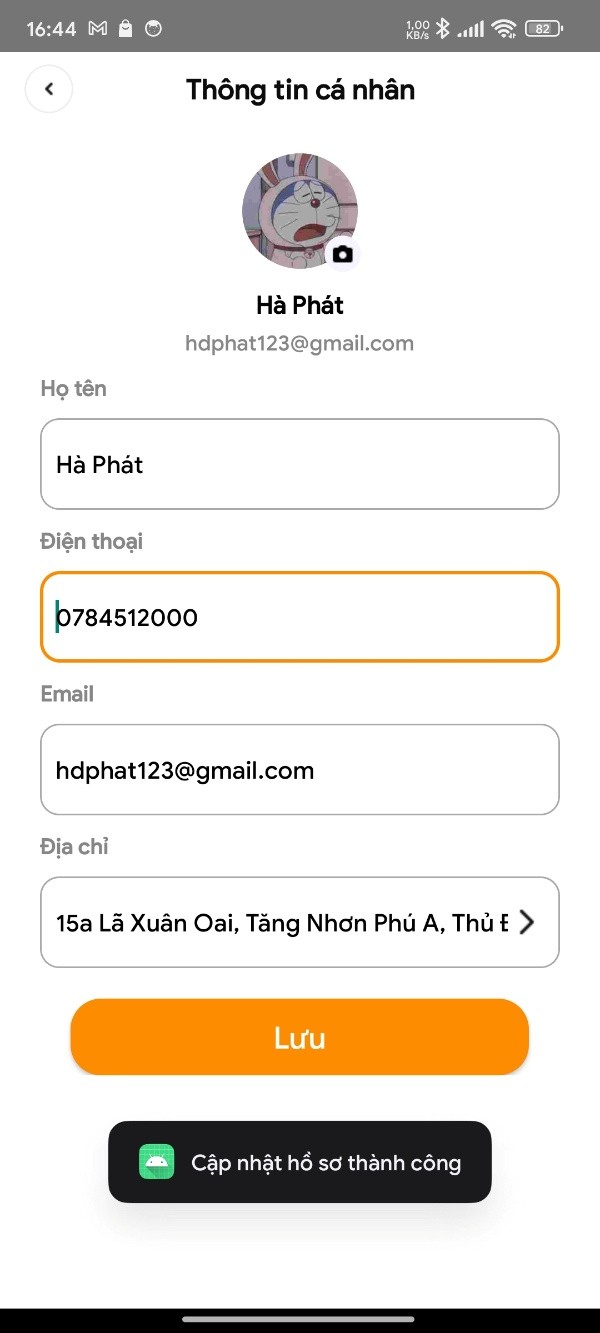 16:44
1,00
KB/s
82
Thông tin cá nhân
Hà Phát
hdphat123@gmail.com
Họ tên
Hà Phát
Điện thoại
0784512000
Email
hdphat123@gmail.com
Địa chỉ
15a Lã Xuân Oai, Tăng Nhơn Phú A, Thủ Đ
Lưu
Cập nhật hồ sơ thành công